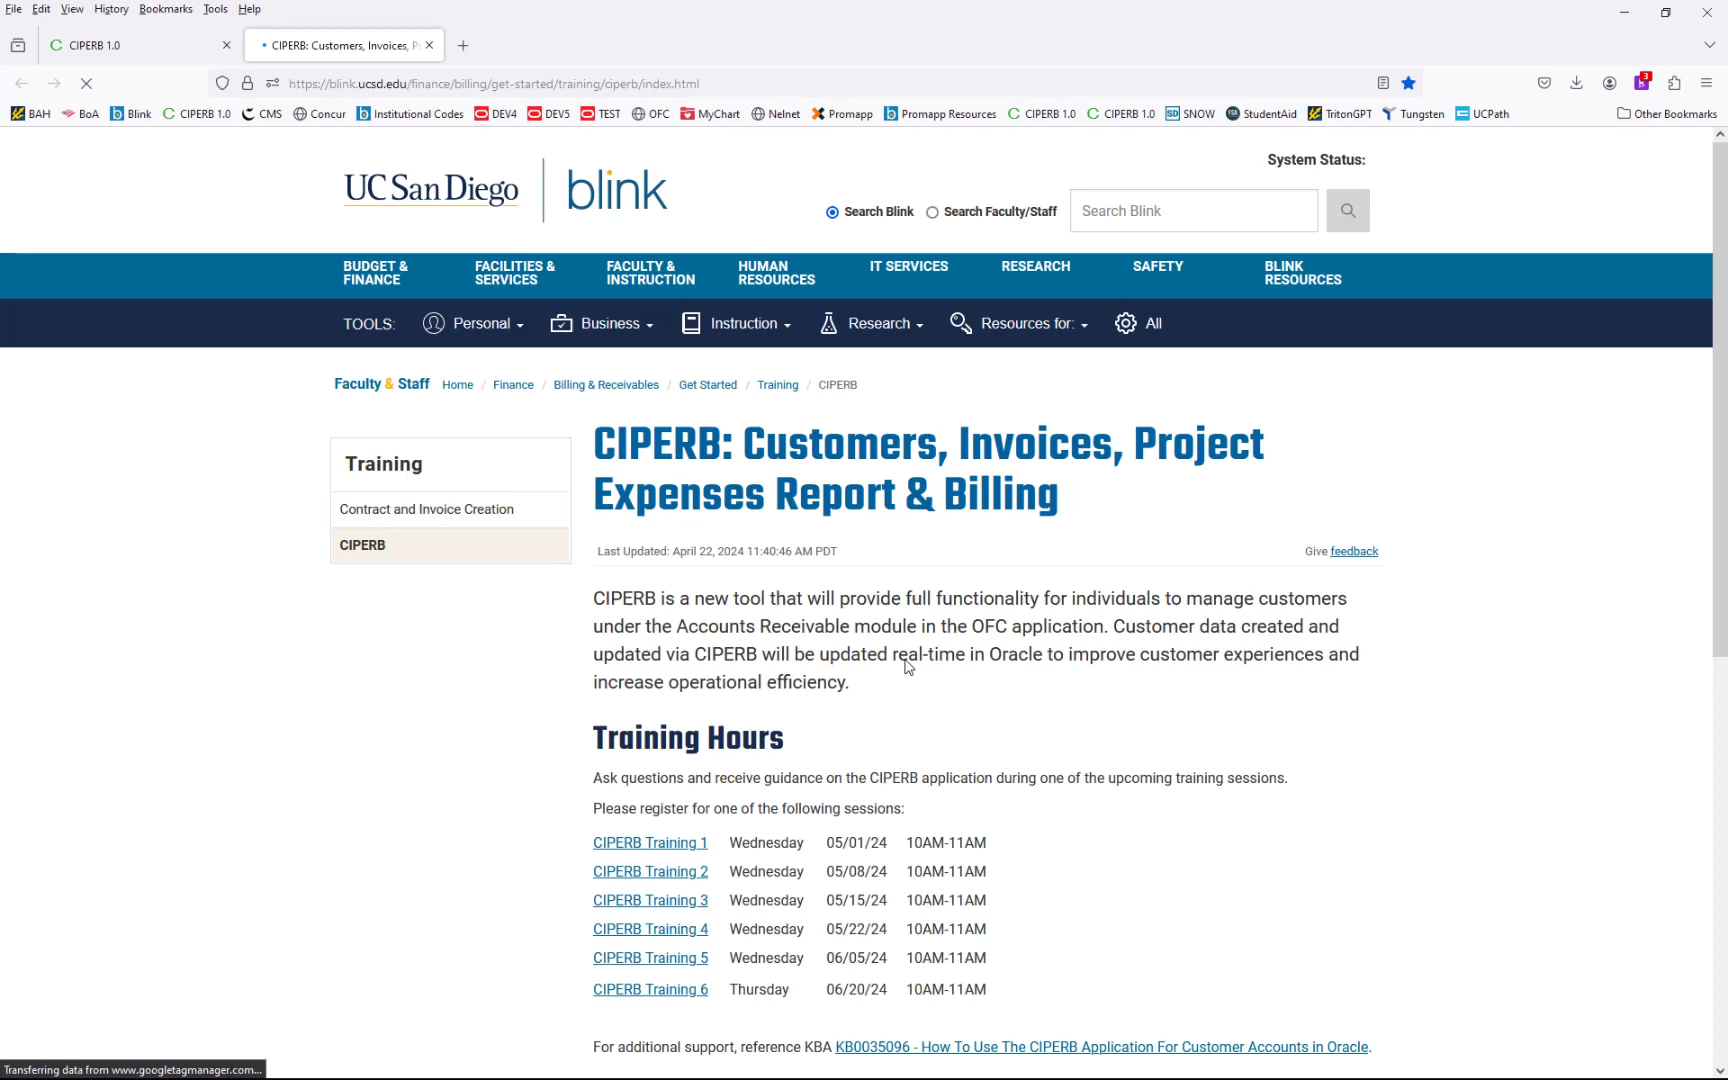 File Edit View History Bookmarks Tools Help
CIPERB 1.0
CIPERB: Customers, Invoices, P
https://blink.ucsd.edu/finance/billing/get-started/training/ciperb/index.html
3
BAH BoA Blink CIPERB 1.0 CMS Concur Institutional Codes DEV4 DEV5 TEST OFC MyChart Nelnet Promapp Promapp Resources CIPERB 1.0 CIPERB 1.0 SNOW StudentAid TritonGPT Tungsten UCPath Other Bookmarks
System Status:
UC San Diego blink
Search Blink Search Faculty/Staff Search Blink
BUDGET & FINANCE
FACILITIES & SERVICES
FACULTY & INSTRUCTION
HUMAN RESOURCES
IT SERVICES
RESEARCH
SAFETY
BLINK RESOURCES
TOOLS: Personal Business Instruction Research Resources for: All
Faculty & Staff Home / Finance / Billing & Receivables / Get Started / Training / CIPERB
Training
Contract and Invoice Creation
CIPERB
CIPERB: Customers, Invoices, Project
Expenses Report & Billing
Last Updated: April 22, 2024 11:40:46 AM PDT
Give feedback
CIPERB is a new tool that will provide full functionality for individuals to manage customers
under the Accounts Receivable module in the OFC application. Customer data created and
updated via CIPERB will be updated real-time in Oracle to improve customer experiences and
increase operational efficiency.
Training Hours
Ask questions and receive guidance on the CIPERB application during one of the upcoming training sessions.
Please register for one of the following sessions:
CIPERB Training 1 Wednesday 05/01/24 10AM-11AM
CIPERB Training 2 Wednesday 05/08/24 10AM-11AM
CIPERB Training 3 Wednesday 05/15/24 10AM-11AM
CIPERB Training 4 Wednesday 05/22/24 10AM-11AM
CIPERB Training 5 Wednesday 06/05/24 10AM-11AM
CIPERB Training 6 Thursday 06/20/24 10AM-11AM
For additional support, reference KBA KB0035096 - How To Use The CIPERB Application For Customer Accounts in Oracle.
Transferring data from www.googletagmanager.com...